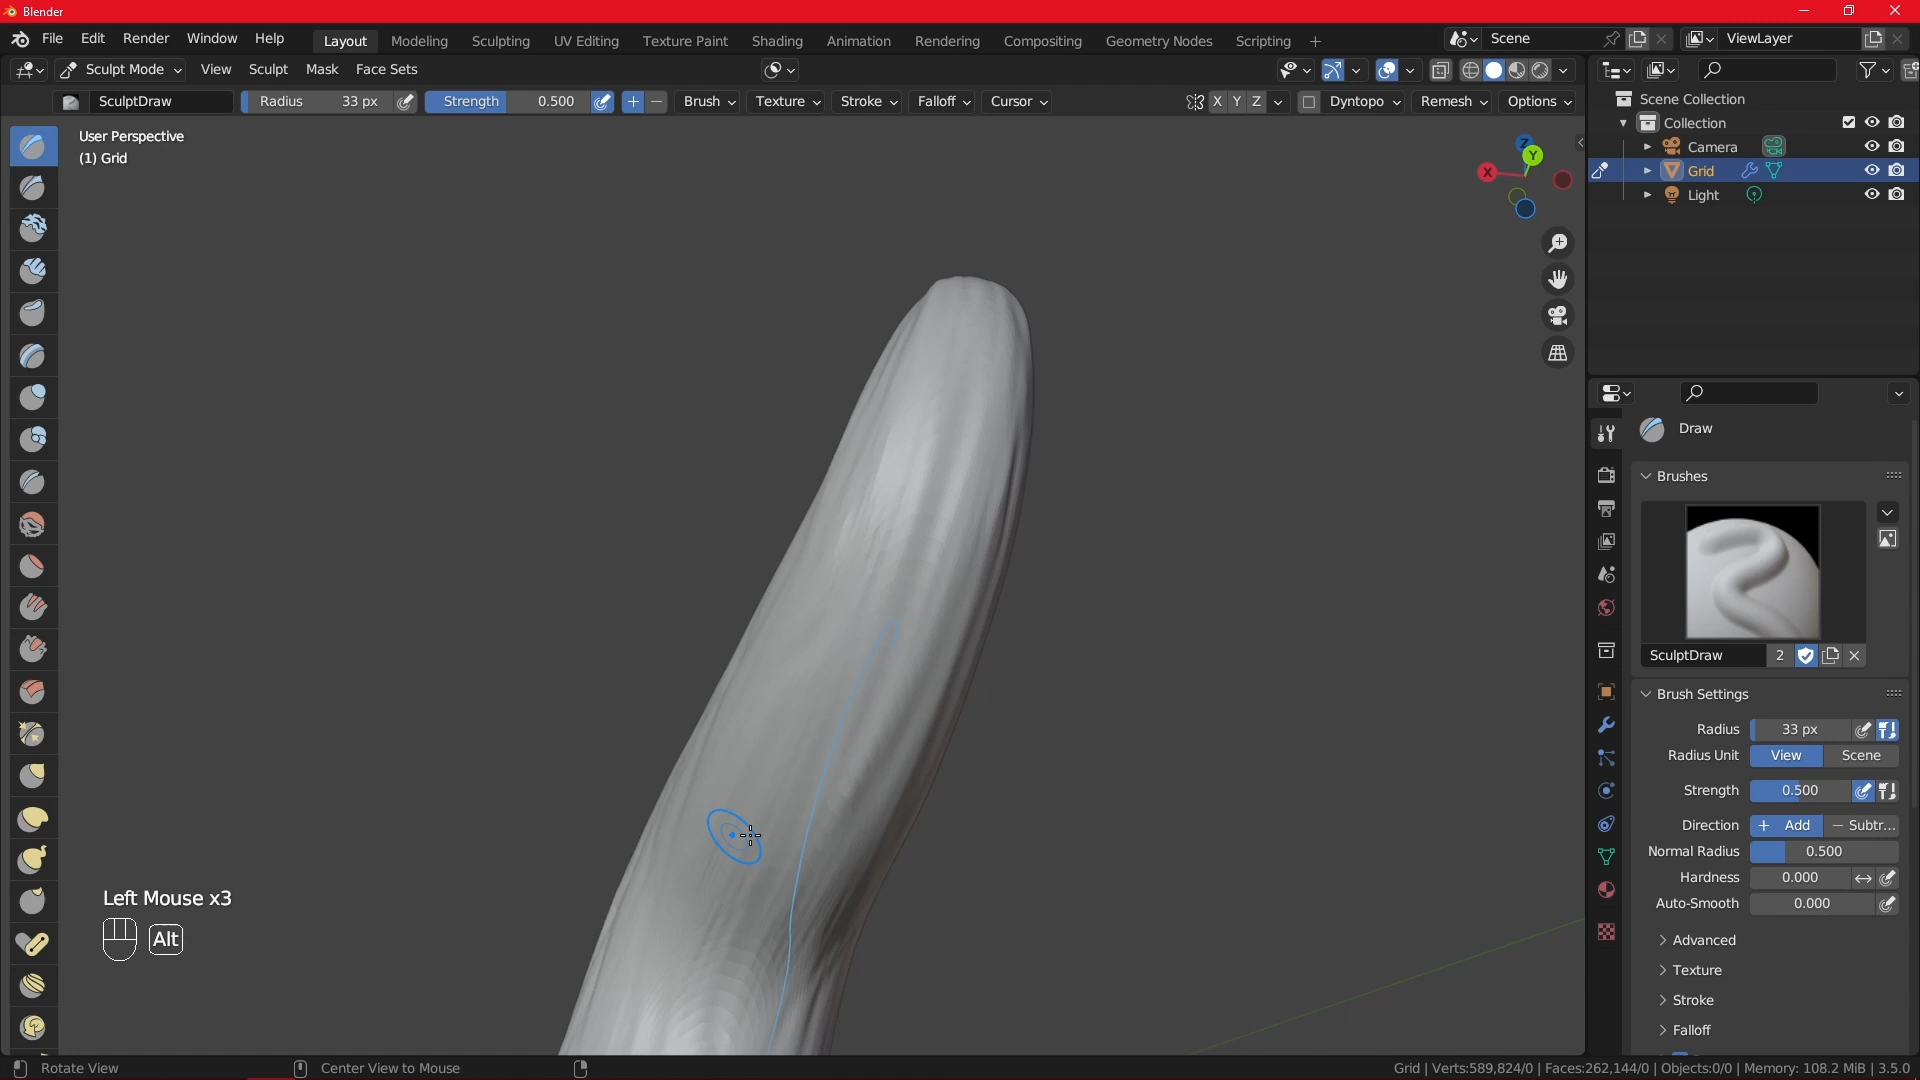 Blender
File Edit Render Window Help Layout Modeling Sculpting UV Editing Texture Paint Shading Animation Rendering Compositing Geometry Nodes Scripting + Scene ViewLayer
Sculpt Mode View Sculpt Mask Face Sets
SculptDraw Radius 33 px Strength 0.500 Brush Texture Stroke Falloff Cursor X Y Z Dyntopo Remesh Options
User Perspective
(1) Grid
Z
Y
X
Scene Collection
Collection
Camera
Grid
Light
Draw
Brushes
SculptDraw 2
Brush Settings
Radius 33 px
Radius Unit View Scene
Strength 0.500
Direction + Add − Subtr...
Normal Radius 0.500
Hardness 0.000
Auto-Smooth 0.000
Advanced
Texture
Stroke
Falloff
Left Mouse x3
Alt
Rotate View Center View to Mouse Grid | Verts:589,824/0 | Faces:262,144/0 | Objects:0/0 | Memory: 108.2 MiB | 3.5.0